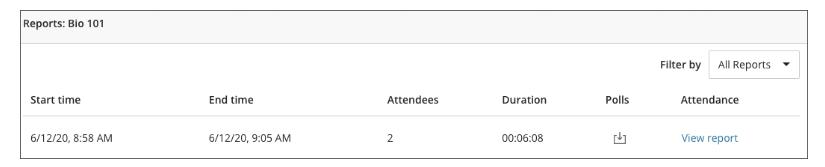 Reports: Bio 101
Filter by All Reports
Start time End time Attendees Duration Polls Attendance
6/12/20, 8:58 AM 6/12/20, 9:05 AM 2 00:06:08 View report